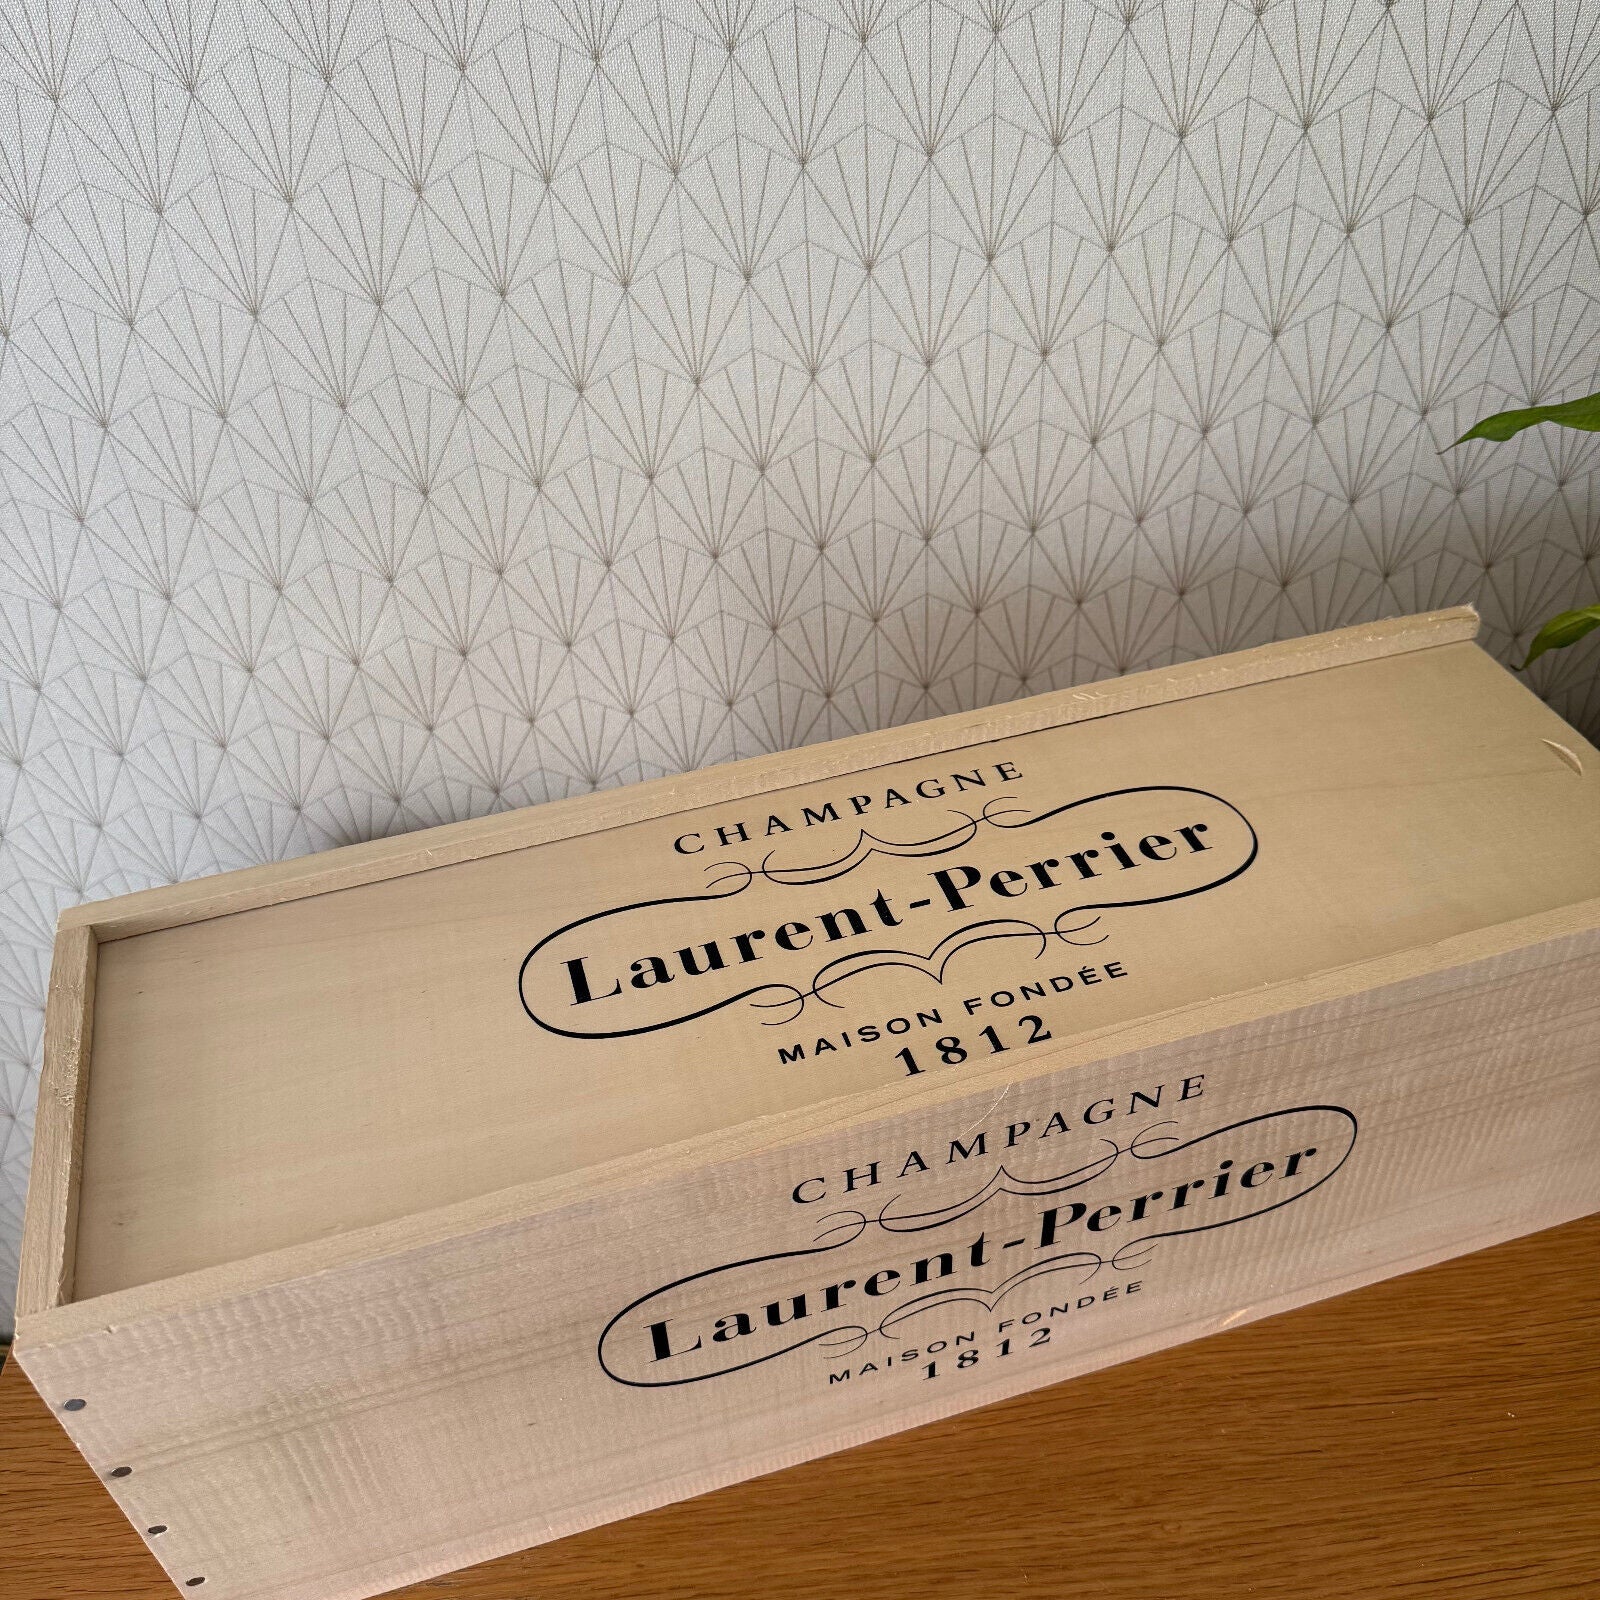 CHAMPAGNE
Laurent-Perrier
MAISON FONDÉE
1812
CHAMPAGNE
Laurent-Perrier
MAISON FONDÉE
1812